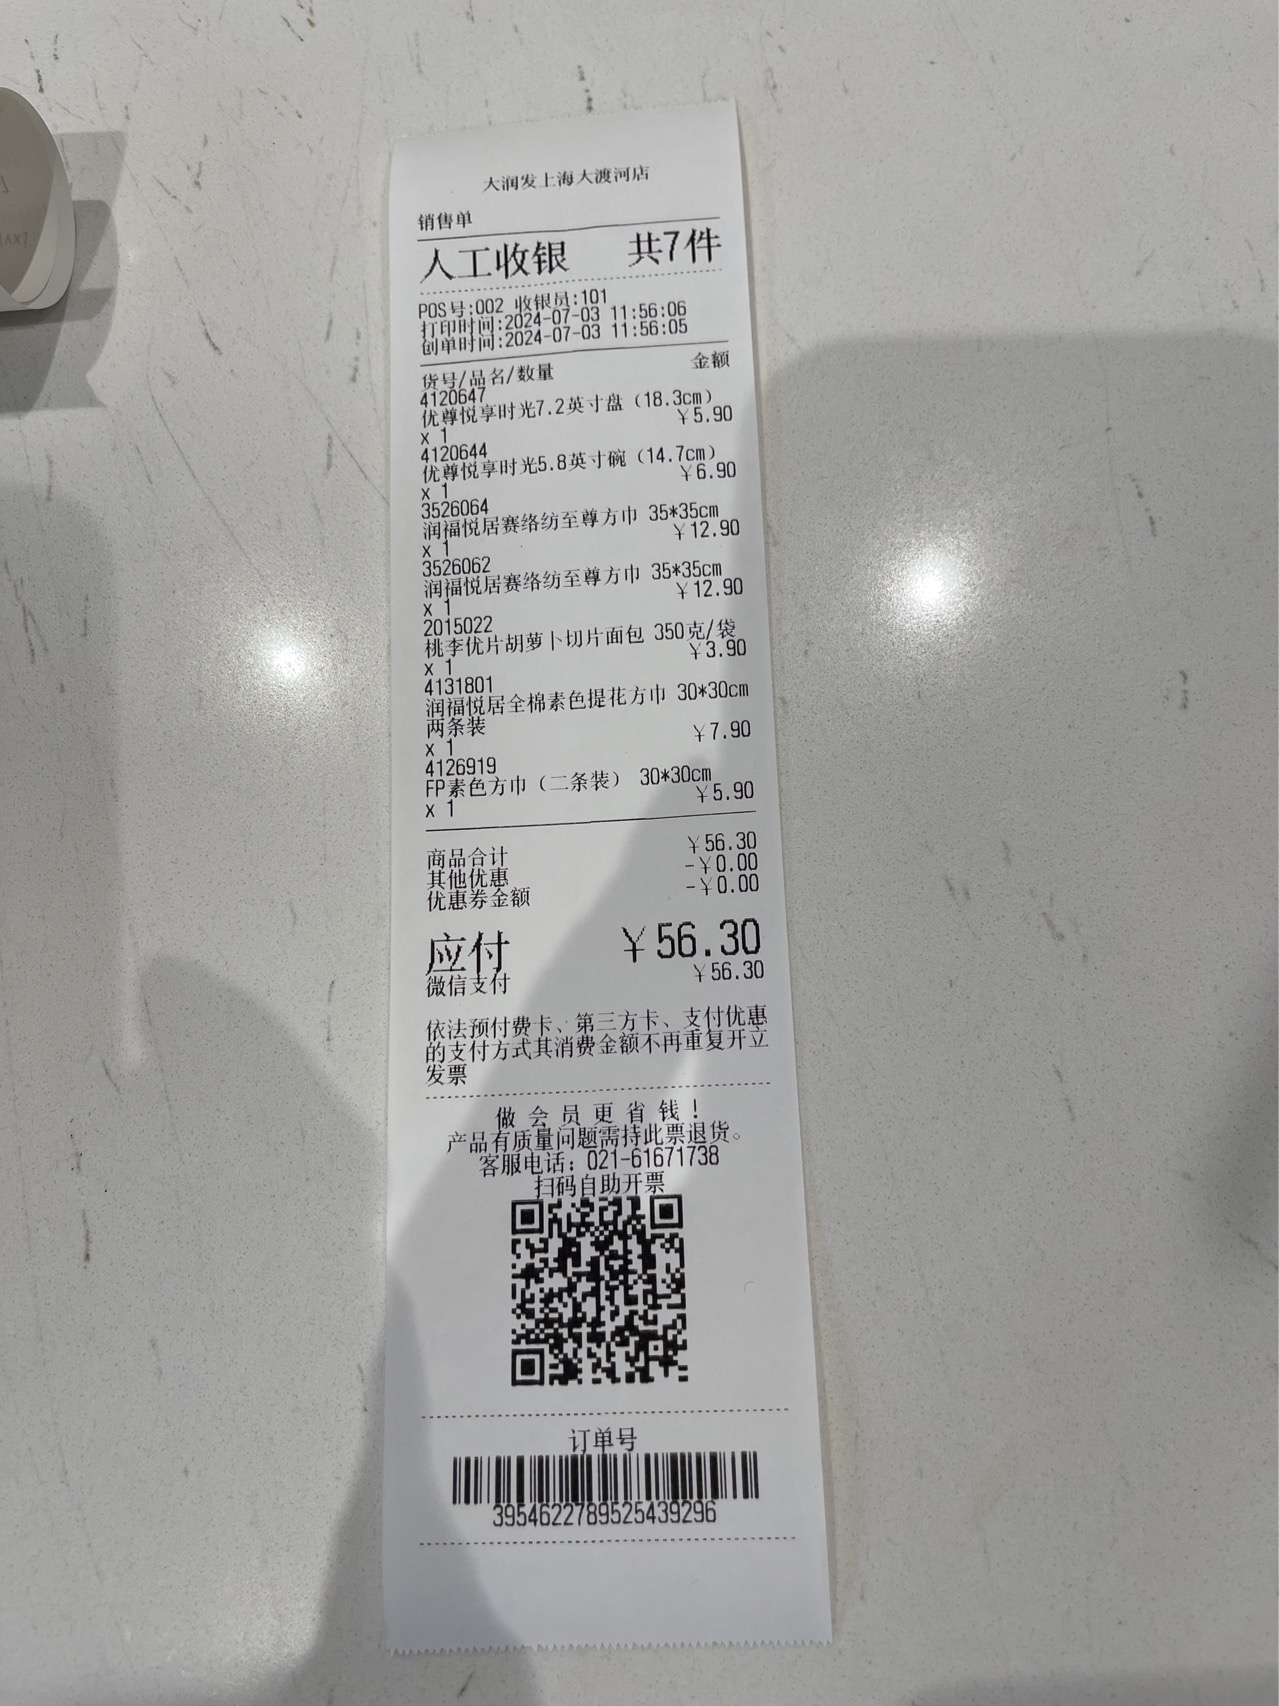 大润发上海大渡河店
销售单
人工收银 共7件
POS号:002 收银员:101
打印时间:2024-07-03 11:56:06
创单时间:2024-07-03 11:56:05
货号/品名/数量 金额
4120647
优尊悦享时光7.2英寸盘（18.3cm）
x 1 ￥5.90
4120644
优尊悦享时光5.8英寸碗（14.7cm）
x 1 ￥6.90
3526064
润福悦居赛络纺至尊方巾 35*35cm
x 1 ￥12.90
3526062
润福悦居赛络纺至尊方巾 35*35cm
x 1 ￥12.90
2015022
桃李优片胡萝卜切片面包 350克/袋
x 1 ￥3.90
4131801
润福悦居全棉素色提花方巾 30*30cm
两条装
x 1 ￥7.90
4126919
FP素色方巾（二条装） 30*30cm
x 1 ￥5.90
商品合计 ￥56.30
其他优惠 -￥0.00
优惠券金额 -￥0.00
应付 ￥56.30
微信支付 ￥56.30
依法预付费卡、第三方卡、支付优惠
的支付方式其消费金额不再重复开立
发票
做会员更省钱！
产品有质量问题需持此票退货。
客服电话：021-61671738
扫码自助开票
订单号
3954622789525439296